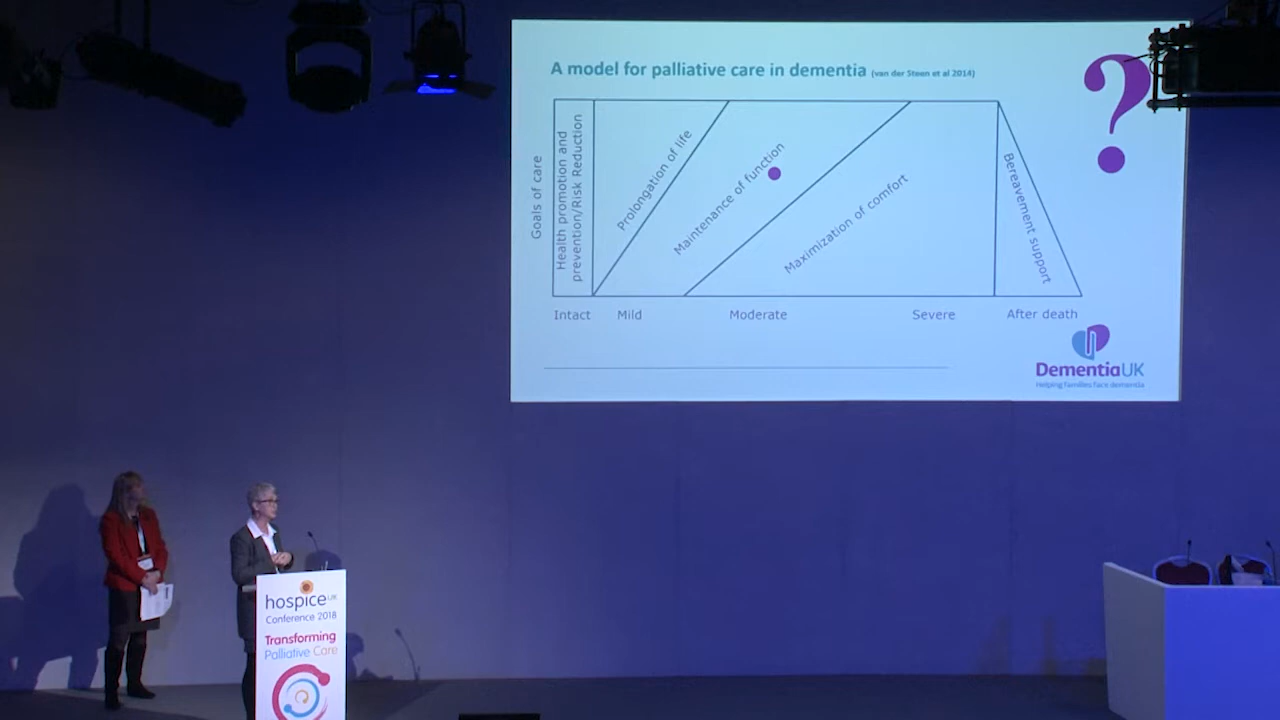 A model for palliative care in dementia (van der Steen et al 2014)
?
Goals of care
Health promotion and
prevention/Risk Reduction
Prolongation of life
Maintenance of function
Maximization of comfort
Bereavement support
Intact
Mild
Moderate
Severe
After death
DementiaUK
Helping families face dementia
hospice UK
Conference 2018
Transforming
Palliative Care